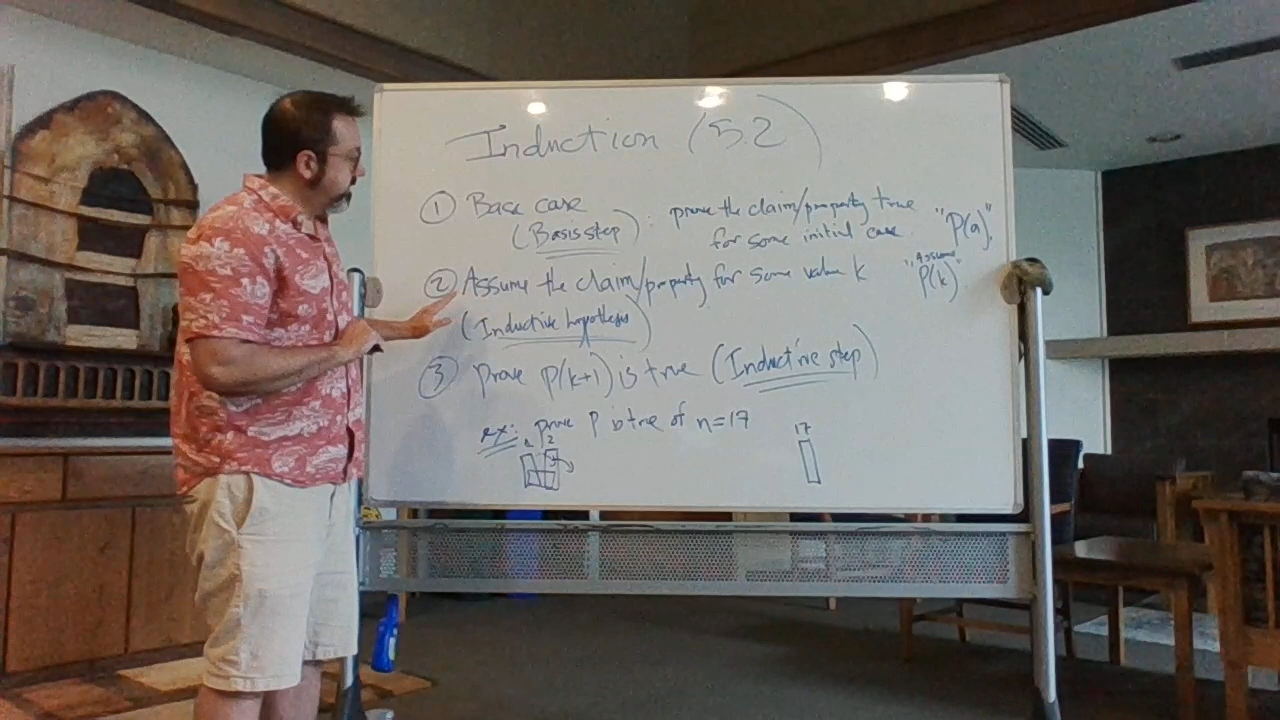 Induction (5.2)
① Base case : prove the claim/property true
(Basis step) for some initial case. "P(a)",
② Assume the claim/property for some value k "Assume P(k)"
(Inductive hypothesis)
③ prove P(k+1) is true (Inductive step)
ex: prove P is true of n=17
1 2 17